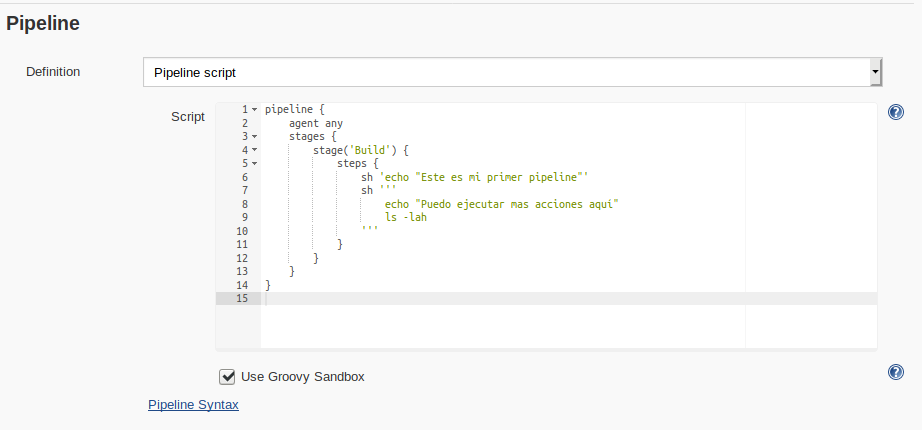 Pipeline
Definition
Pipeline script
Script
1 pipeline {
2     agent any
3     stages {
4         stage('Build') {
5             steps {
6                 sh 'echo "Este es mi primer pipeline"'
7                 sh '''
8                     echo "Puedo ejecutar mas acciones aquí"
9                     ls -lah
10                 '''
11             }
12         }
13     }
14 }
15
Use Groovy Sandbox
Pipeline Syntax